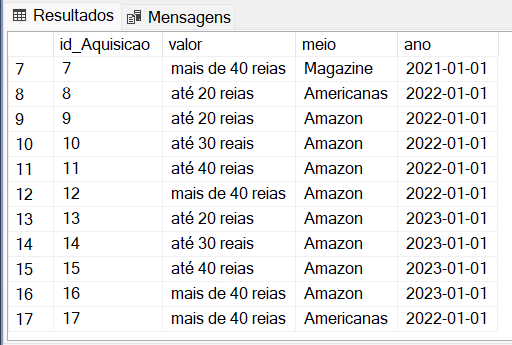 Resultados Mensagens
id_Aquisicao valor meio ano
7 7 mais de 40 reias Magazine 2021-01-01
8 8 até 20 reias Americanas 2022-01-01
9 9 até 20 reias Amazon 2022-01-01
10 10 até 30 reais Amazon 2022-01-01
11 11 até 40 reias Amazon 2022-01-01
12 12 mais de 40 reias Amazon 2022-01-01
13 13 até 20 reias Amazon 2023-01-01
14 14 até 30 reais Amazon 2023-01-01
15 15 até 40 reias Amazon 2023-01-01
16 16 mais de 40 reias Amazon 2023-01-01
17 17 mais de 40 reias Americanas 2022-01-01